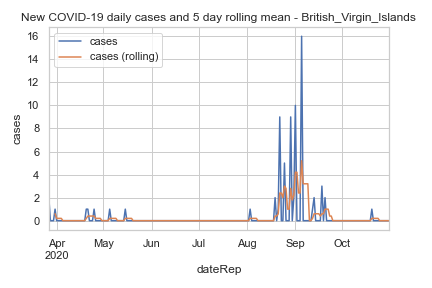 New COVID-19 daily cases and 5 day rolling mean - British_Virgin_Islands
cases
cases (rolling)
16
14
12
10
8
6
4
2
0
cases
Apr
2020
May
Jun
Jul
Aug
Sep
Oct
dateRep